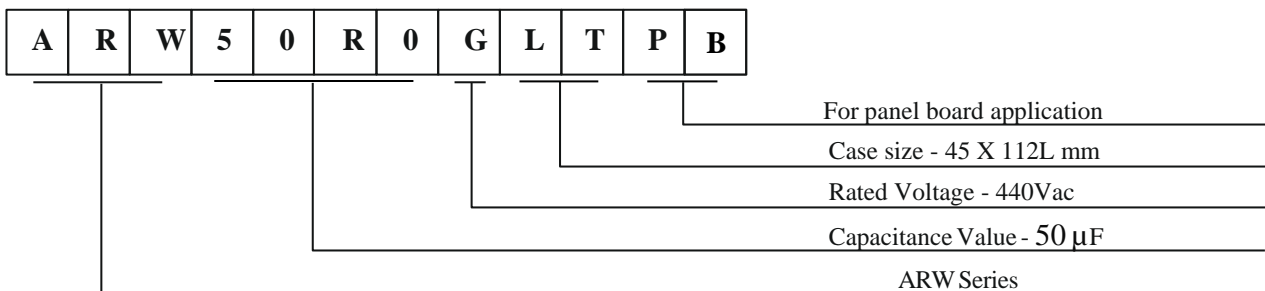 A R W 5 0 R 0 G L T P B
For panel board application
Case size - 45 X 112L mm
Rated Voltage - 440Vac
Capacitance Value - 50 µF
ARW Series